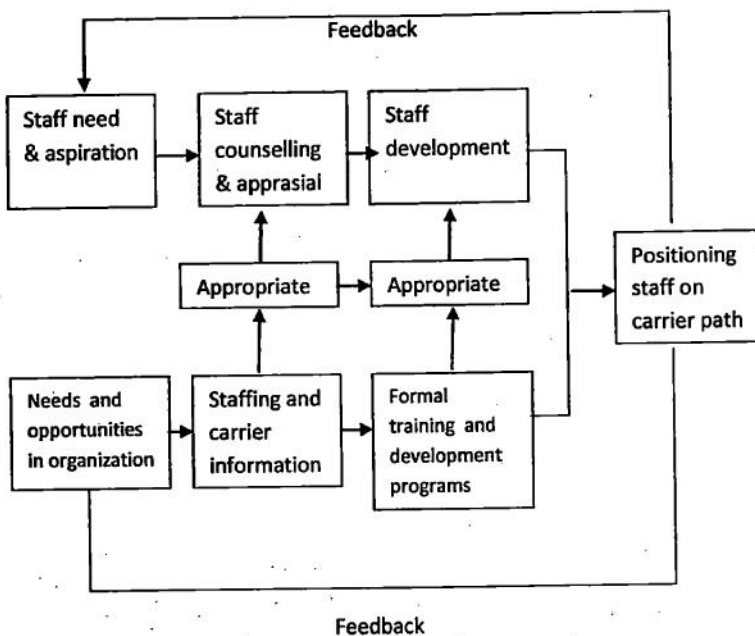 Feedback
Staff need
& aspiration
Staff
counselling
& apprasial
Staff
development
Positioning
staff on
carrier path
Appropriate
Appropriate
Needs and
opportunities
in organization
Staffing and
carrier
information
Formal
training and
development
programs
Feedback